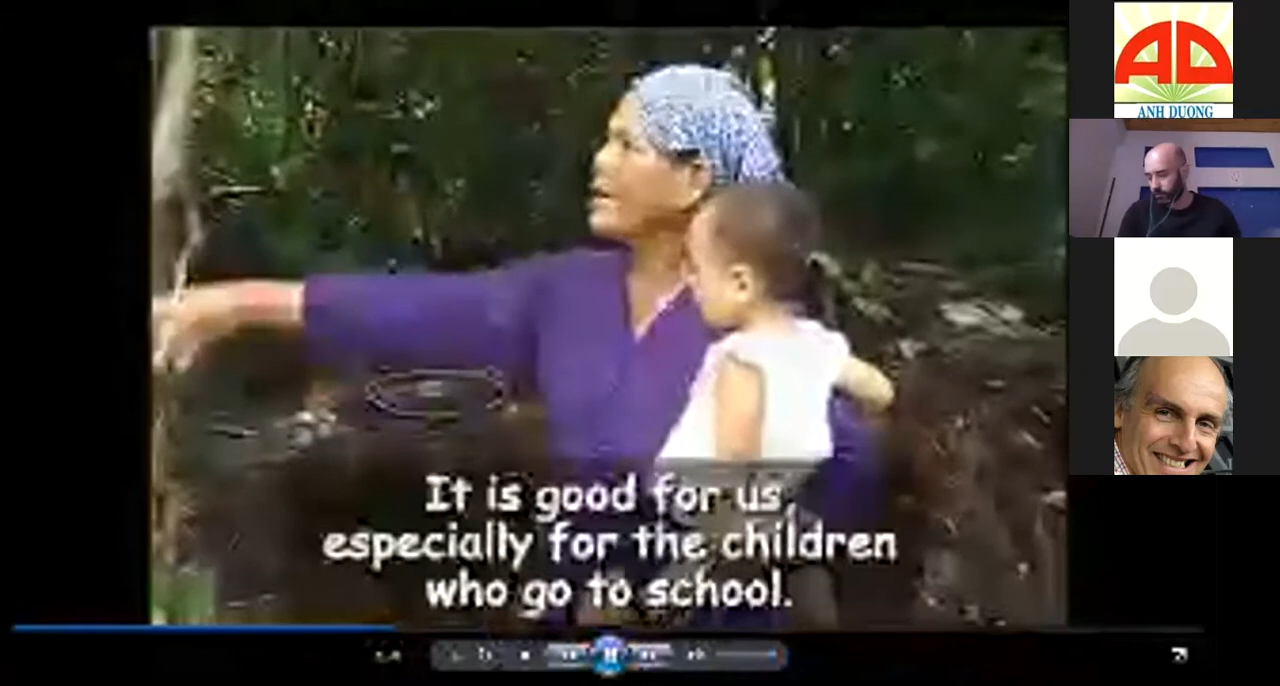 It is good for us,
especially for the children
who go to school.
AD
ANH DUONG